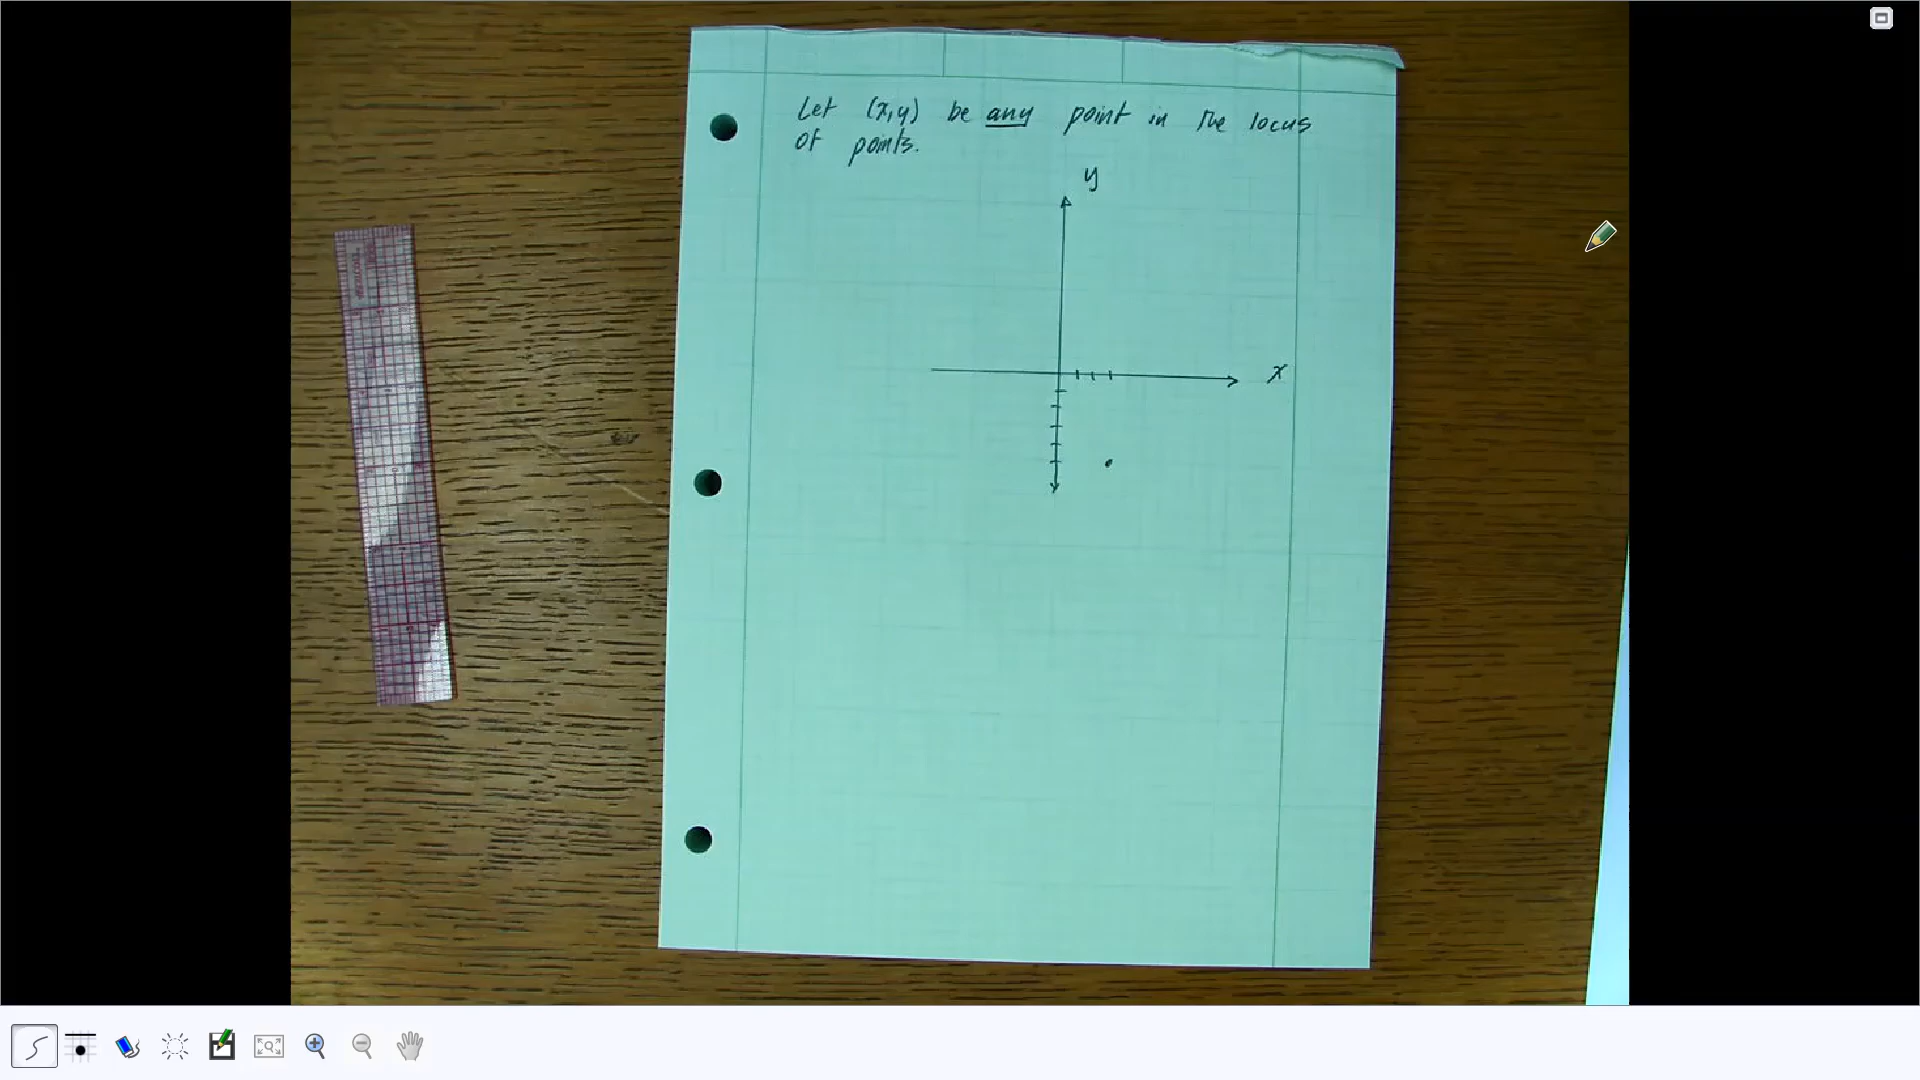 Let (x,y) be any point in the locus
of points.
y
x